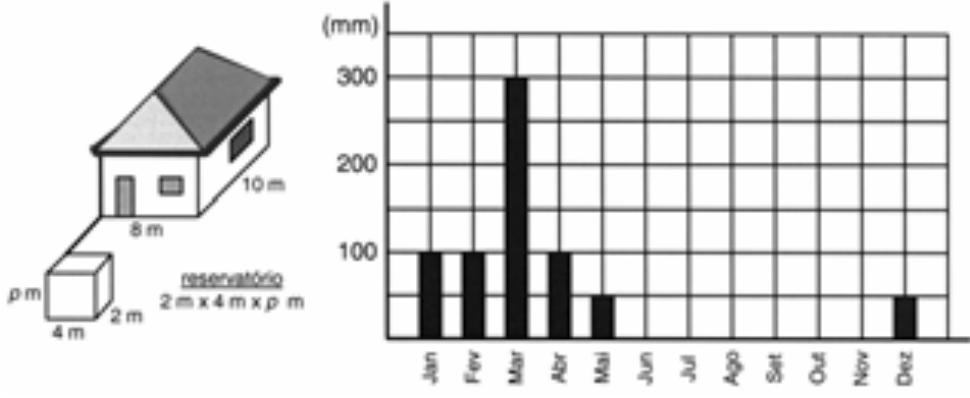 10 m
8 m
p m
2 m
4 m
reservatório
2 m x 4 m x p m
(mm)
300
200
100
Jan
Fev
Mar
Abr
Mai
Jun
Jul
Ago
Set
Out
Nov
Dez